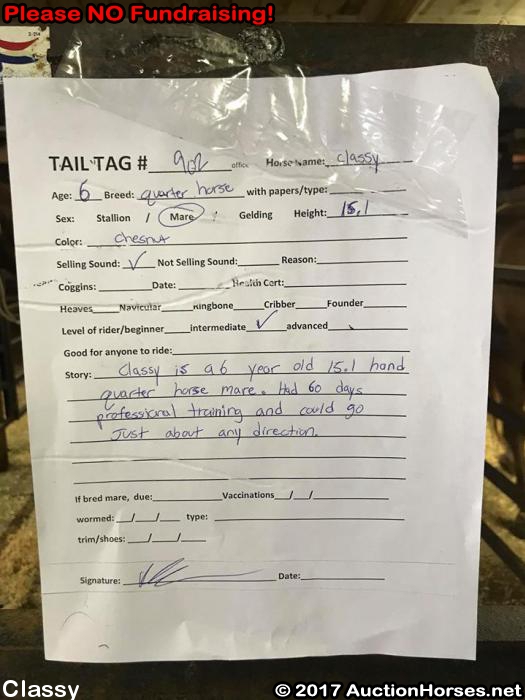 Please NO Fundraising!
TAIL TAG # 902 office Horse Name: classy
Age: 6 Breed: quarter horse with papers/type:
Sex: Stallion / Mare / Gelding Height: 15.1
Color: chesnut
Selling Sound: ✓ Not Selling Sound: Reason:
Coggins: Date: Health Cert:
Heaves Navicular Ringbone Cribber Founder
Level of rider/beginner intermediate ✓ advanced
Good for anyone to ride:
Story: Classy is a 6 year old 15.1 hand
quarter horse mare. Had 60 days
professional training and could go
Just about any direction.
If bred mare, due: Vaccinations / /
wormed: / / type:
trim/shoes: / /
Signature: Date:
Classy © 2017 AuctionHorses.net